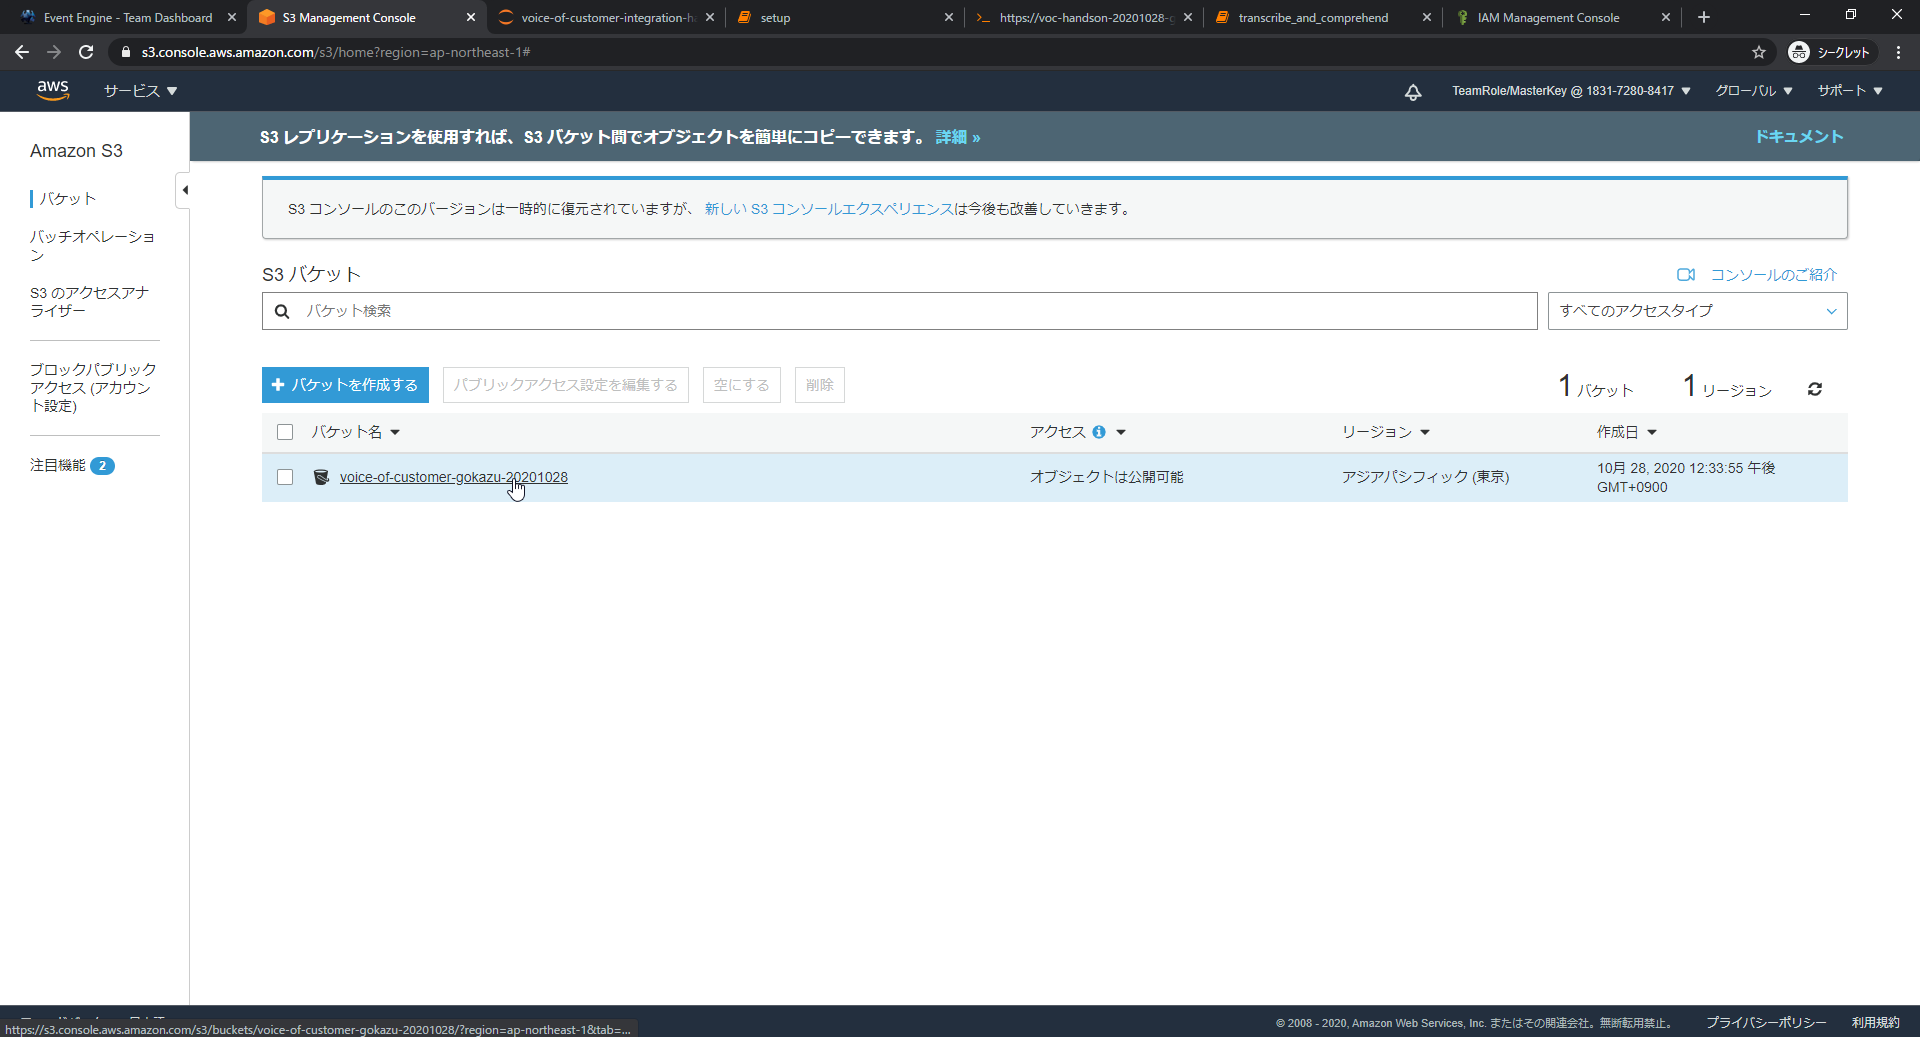 Event Engine - Team Dashboard
S3 Management Console
voice-of-customer-integration-ha
setup
https://voc-handson-20201028-g
transcribe_and_comprehend
IAM Management Console
s3.console.aws.amazon.com/s3/home?region=ap-northeast-1#
シークレット
aws
サービス
TeamRole/MasterKey @ 1831-7280-8417
グローバル
サポート
Amazon S3
バケット
バッチオペレーショ
ン
S3 のアクセスアナ
ライザー
ブロックパブリック
アクセス (アカウン
ト設定)
注目機能 2
S3 レプリケーションを使用すれば、S3 バケット間でオブジェクトを簡単にコピーできます。 詳細 »
ドキュメント
S3 コンソールのこのバージョンは一時的に復元されていますが、 新しい S3 コンソールエクスペリエンスは今後も改善していきます。
S3 バケット
コンソールのご紹介
バケット検索
すべてのアクセスタイプ
バケットを作成する
パブリックアクセス設定を編集する
空にする
削除
1 バケット
1 リージョン
バケット名
アクセス
リージョン
作成日
voice-of-customer-gokazu-20201028
オブジェクトは公開可能
アジアパシフィック (東京)
10月 28, 2020 12:33:55 午後
GMT+0900
https://s3.console.aws.amazon.com/s3/buckets/voice-of-customer-gokazu-20201028/?region=ap-northeast-1&tab=...
© 2008 - 2020, Amazon Web Services, Inc. またはその関連会社。無断転用禁止。
プライバシーポリシー
利用規約